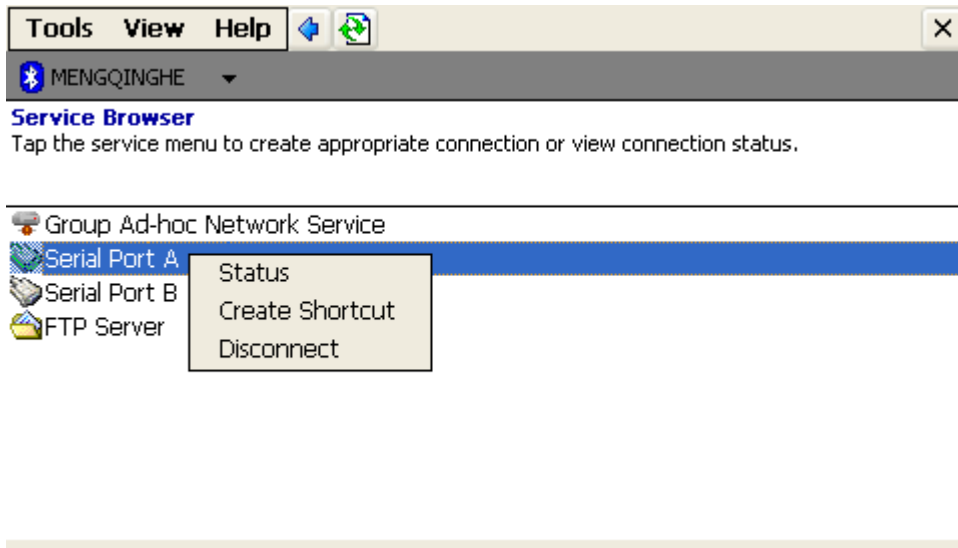 Tools View Help
MENGQINGHE
Service Browser
Tap the service menu to create appropriate connection or view connection status.
Group Ad-hoc Network Service
Serial Port A
Status
Serial Port B
Create Shortcut
FTP Server
Disconnect